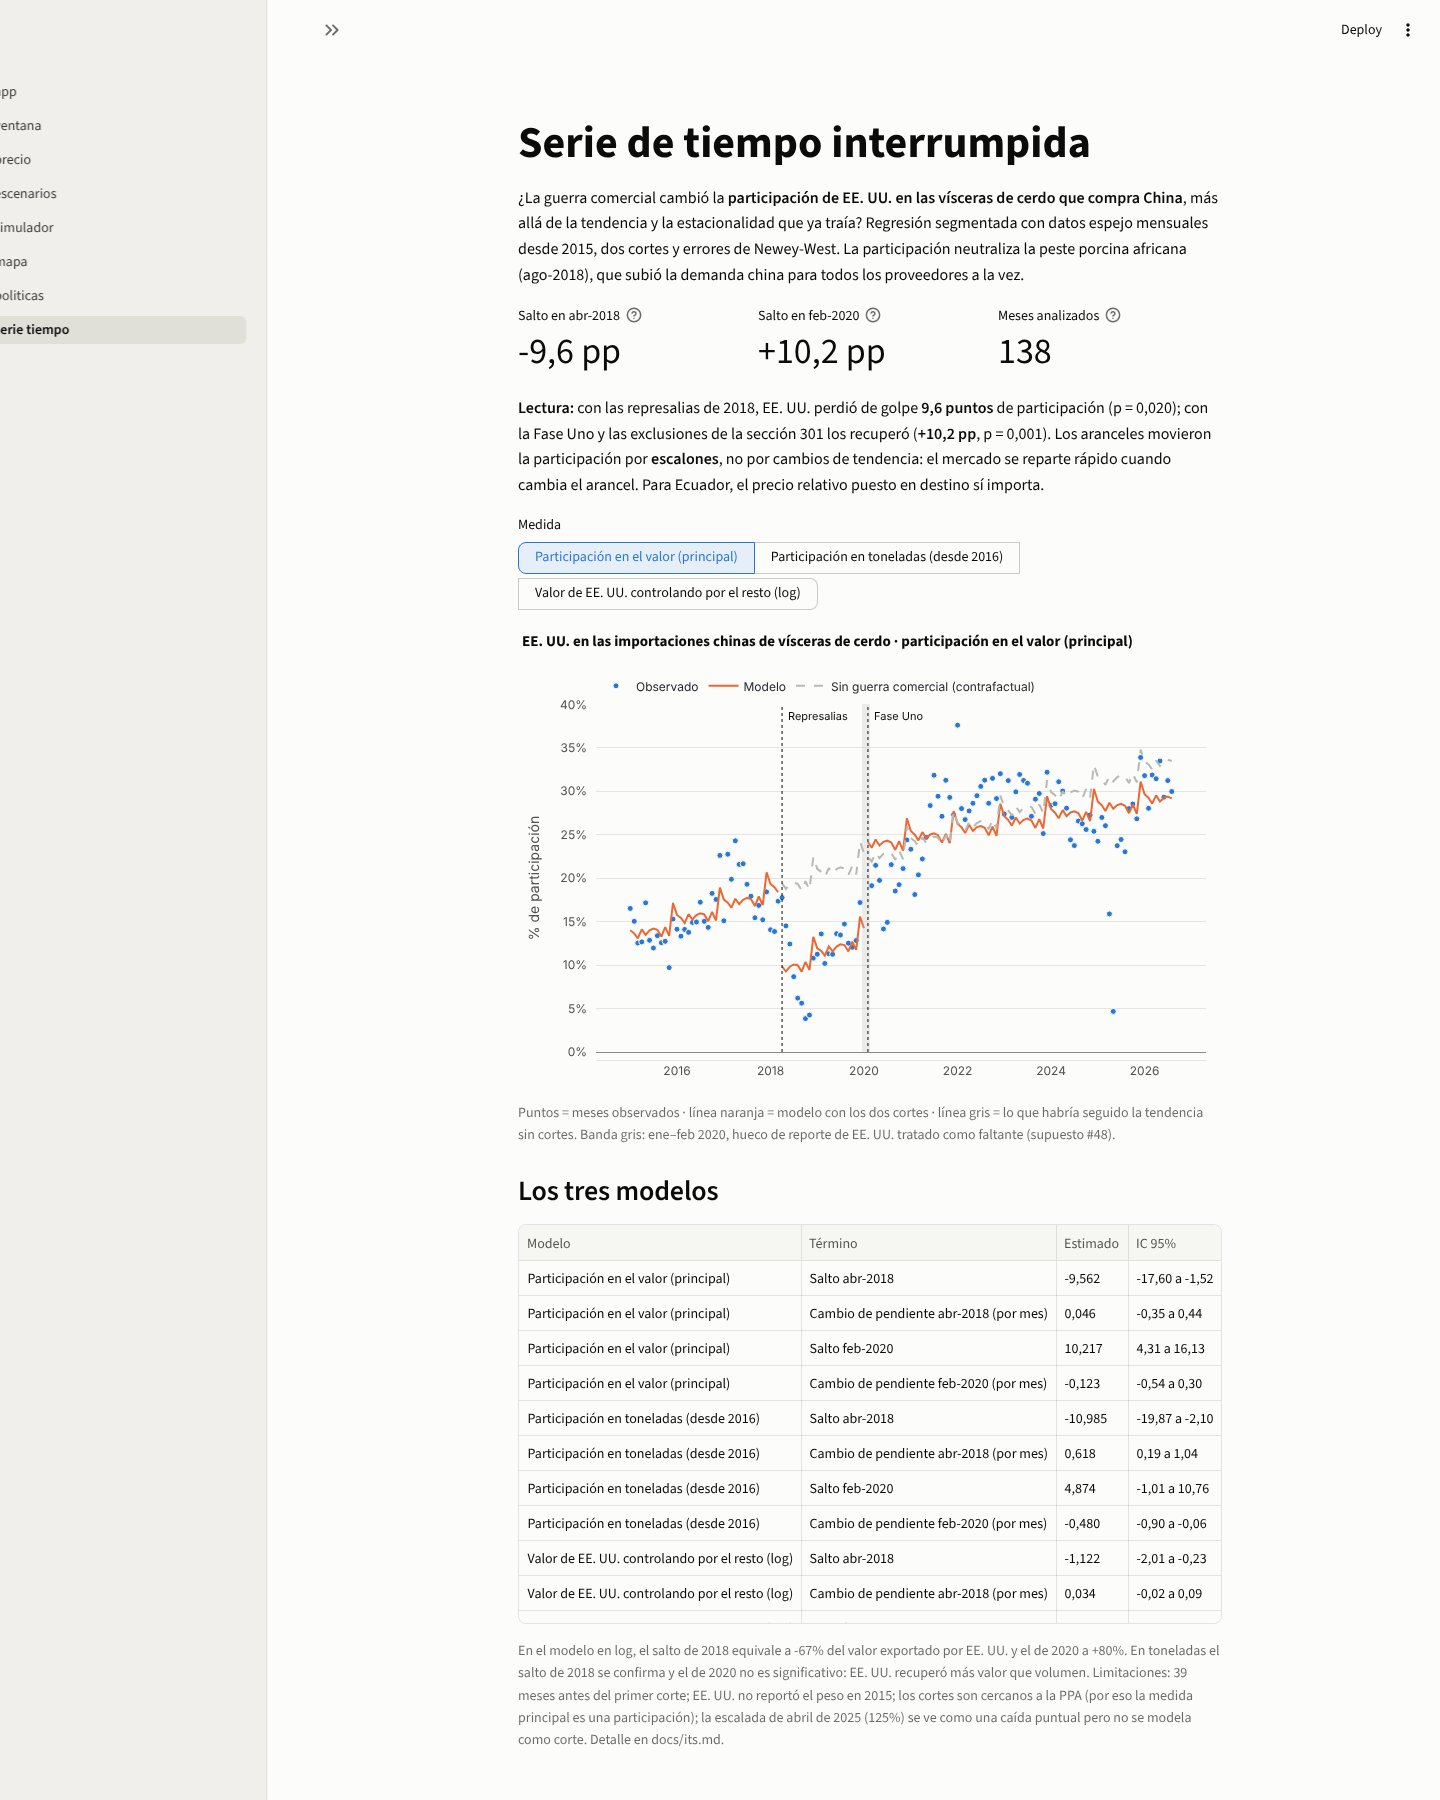 Deploy
pp
entana
precio
escenarios
simulador
mapa
politicas
serie tiempo
Serie de tiempo interrumpida
¿La guerra comercial cambió la participación de EE. UU. en las vísceras de cerdo que compra China, más
allá de la tendencia y la estacionalidad que ya traía? Regresión segmentada con datos espejo mensuales
desde 2015, dos cortes y errores de Newey-West. La participación neutraliza la peste porcina africana
(ago-2018), que subió la demanda china para todos los proveedores a la vez.
Salto en abr-2018
Salto en feb-2020
Meses analizados
-9,6 pp
+10,2 pp
138
Lectura: con las represalias de 2018, EE. UU. perdió de golpe 9,6 puntos de participación (p = 0,020); con
la Fase Uno y las exclusiones de la sección 301 los recuperó (+10,2 pp, p = 0,001). Los aranceles movieron
la participación por escalones, no por cambios de tendencia: el mercado se reparte rápido cuando
cambia el arancel. Para Ecuador, el precio relativo puesto en destino sí importa.
Medida
Participación en el valor (principal)
Participación en toneladas (desde 2016)
Valor de EE. UU. controlando por el resto (log)
EE. UU. en las importaciones chinas de vísceras de cerdo · participación en el valor (principal)
Observado
Modelo
Sin guerra comercial (contrafactual)
40%
35%
30%
25%
20%
15%
10%
5%
0%
% de participación
Represalias
Fase Uno
2016
2018
2020
2022
2024
2026
Puntos = meses observados · línea naranja = modelo con los dos cortes · línea gris = lo que habría seguido la tendencia
sin cortes. Banda gris: ene–feb 2020, hueco de reporte de EE. UU. tratado como faltante (supuesto #48).
Los tres modelos
Modelo Término Estimado IC 95%
Participación en el valor (principal) Salto abr-2018 -9,562 -17,60 a -1,52
Participación en el valor (principal) Cambio de pendiente abr-2018 (por mes) 0,046 -0,35 a 0,44
Participación en el valor (principal) Salto feb-2020 10,217 4,31 a 16,13
Participación en el valor (principal) Cambio de pendiente feb-2020 (por mes) -0,123 -0,54 a 0,30
Participación en toneladas (desde 2016) Salto abr-2018 -10,985 -19,87 a -2,10
Participación en toneladas (desde 2016) Cambio de pendiente abr-2018 (por mes) 0,618 0,19 a 1,04
Participación en toneladas (desde 2016) Salto feb-2020 4,874 -1,01 a 10,76
Participación en toneladas (desde 2016) Cambio de pendiente feb-2020 (por mes) -0,480 -0,90 a -0,06
Valor de EE. UU. controlando por el resto (log) Salto abr-2018 -1,122 -2,01 a -0,23
Valor de EE. UU. controlando por el resto (log) Cambio de pendiente abr-2018 (por mes) 0,034 -0,02 a 0,09
En el modelo en log, el salto de 2018 equivale a -67% del valor exportado por EE. UU. y el de 2020 a +80%. En toneladas el
salto de 2018 se confirma y el de 2020 no es significativo: EE. UU. recuperó más valor que volumen. Limitaciones: 39
meses antes del primer corte; EE. UU. no reportó el peso en 2015; los cortes son cercanos a la PPA (por eso la medida
principal es una participación); la escalada de abril de 2025 (125%) se ve como una caída puntual pero no se modela
como corte. Detalle en docs/its.md.